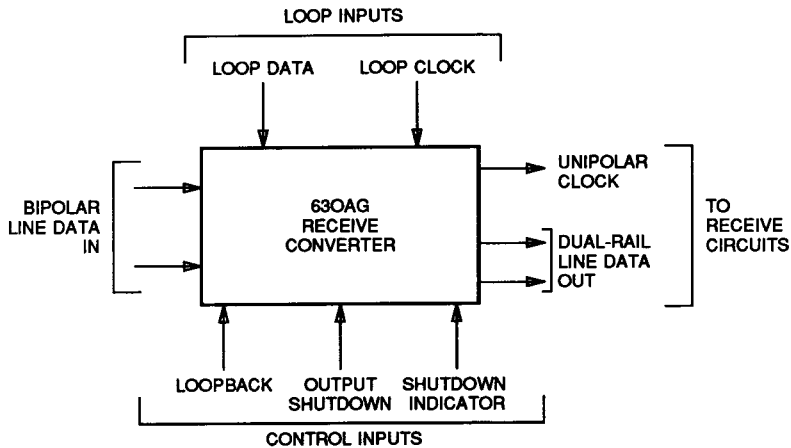 LOOP INPUTS
LOOP DATA
LOOP CLOCK
BIPOLAR
LINE DATA
IN
630AG
RECEIVE
CONVERTER
UNIPOLAR
CLOCK
DUAL-RAIL
LINE DATA
OUT
TO
RECEIVE
CIRCUITS
LOOPBACK
OUTPUT
SHUTDOWN
SHUTDOWN
INDICATOR
CONTROL INPUTS